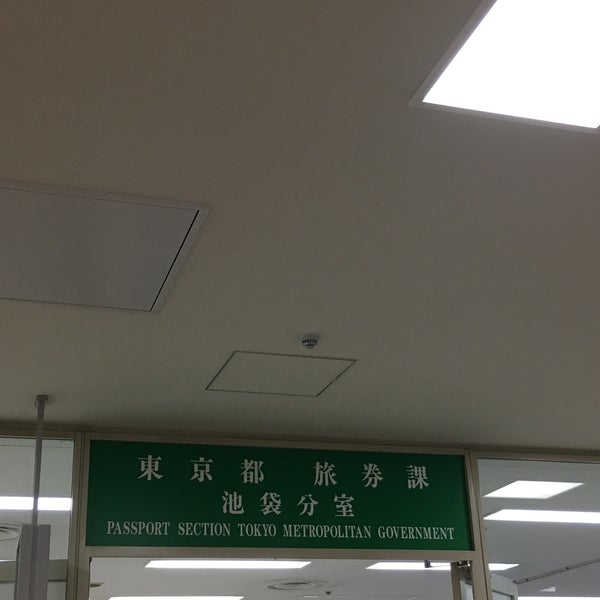 東京都 旅券課
池袋分室
PASSPORT SECTION TOKYO METROPOLITAN GOVERNMENT